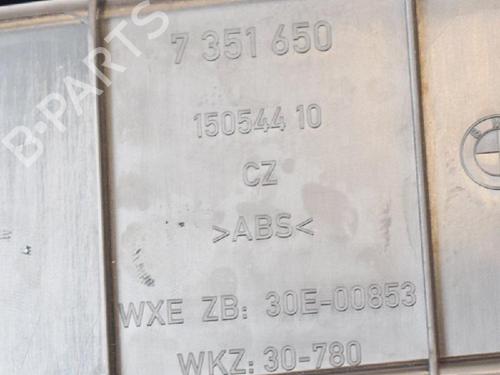 B-PARTS
7 351 650
150544 10
CZ
>ABS<
WXE ZB: 30E-00853
WKZ: 30-780